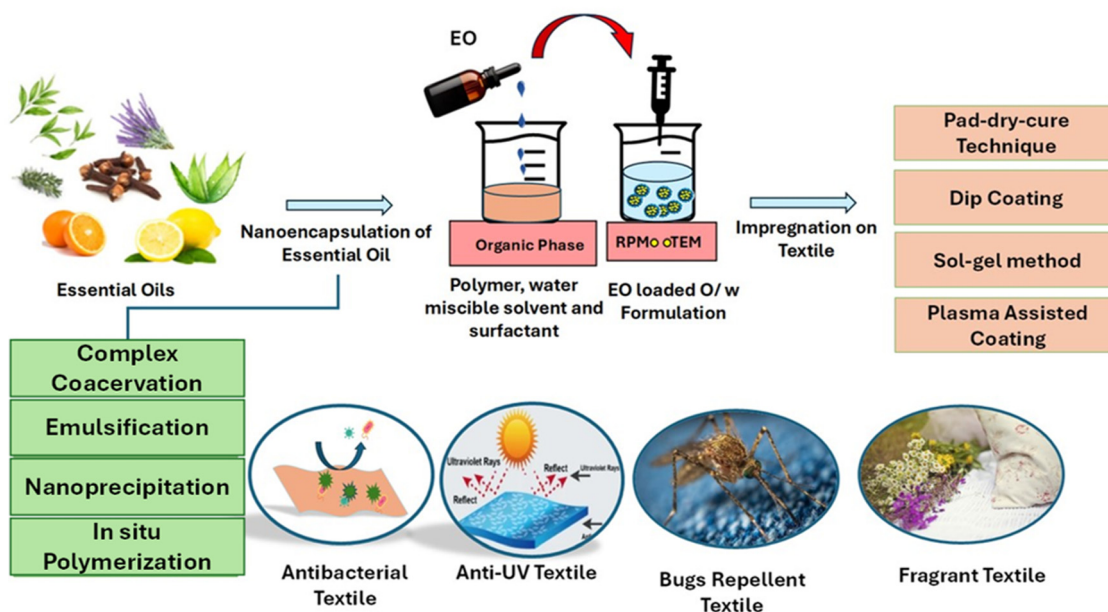 EO
Essential Oils
Nanoencapsulation of
Essential Oil
Organic Phase
RPM TEM
Polymer, water
miscible solvent and
surfactant
EO loaded O/ w
Formulation
Impregnation on
Textile
Pad-dry-cure
Technique
Dip Coating
Sol-gel method
Plasma Assisted
Coating
Complex
Coacervation
Emulsification
Nanoprecipitation
In situ
Polymerization
Antibacterial
Textile
Ultraviolet Rays
Reflect
Ultraviolet Rays
Reflect
Anti-UV Textile
Bugs Repellent
Textile
Fragrant Textile